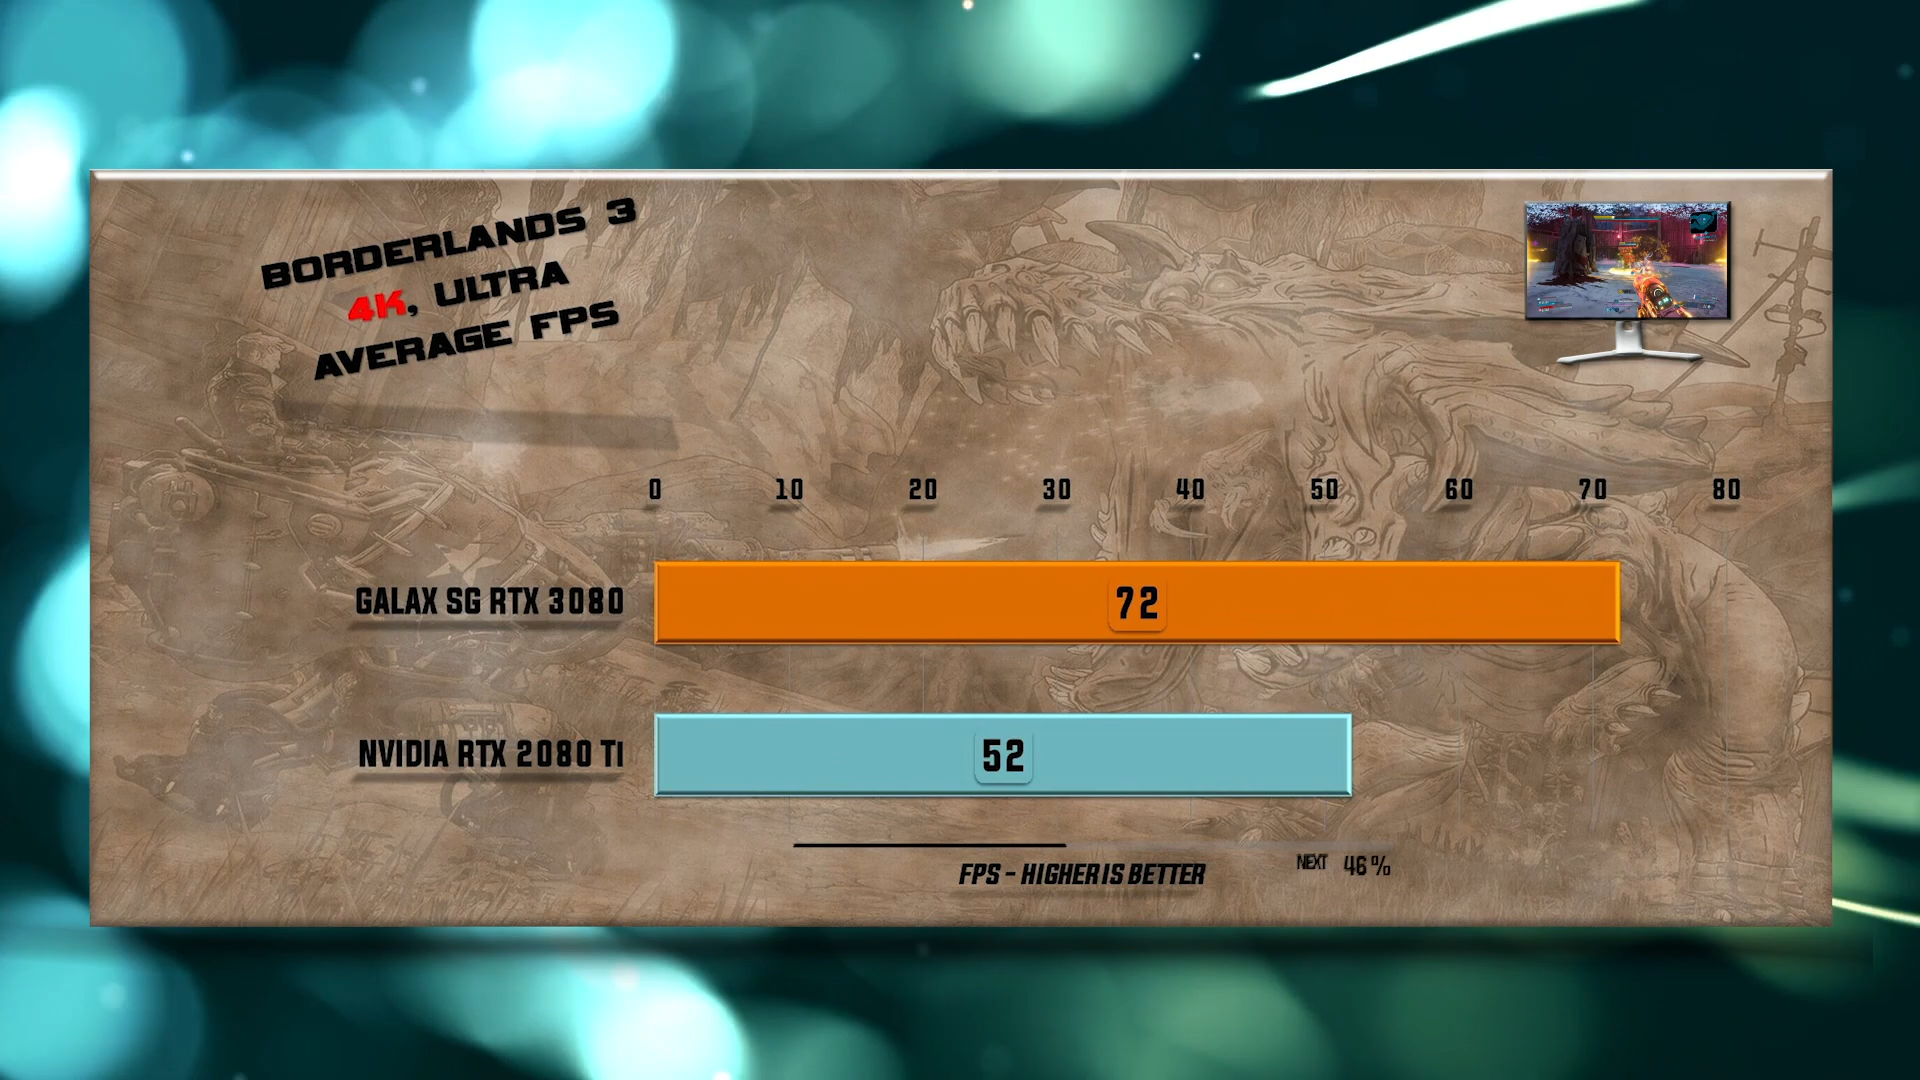 BORDERLANDS 3
4K, ULTRA
AVERAGE FPS
0 10 20 30 40 50 60 70 80
GALAX SG RTX 3080
72
NVIDIA RTX 2080 TI
52
FPS - HIGHER IS BETTER
NEXT 46%